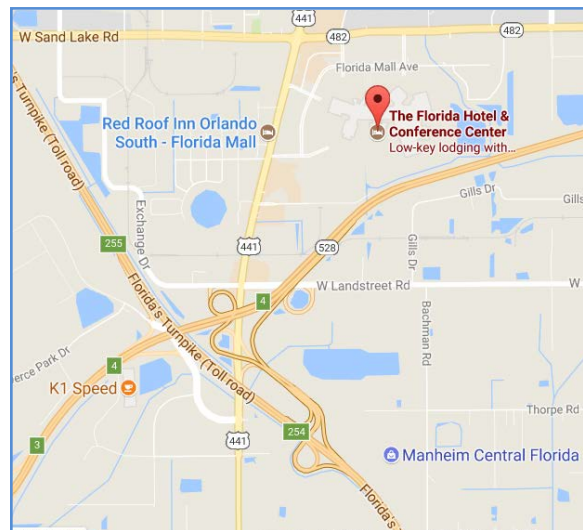 441
482
W Sand Lake Rd
482
482
Florida Mall Ave
Red Roof Inn Orlando
South - Florida Mall
The Florida Hotel &
Conference Center
Low-key lodging with...
's Turnpike (Toll road)
Exchange Dr
Gills Dr
Gills
Gills Dr
255
441
528
W Landstreet Rd
4
Florida's Turnpike (Toll road)
Bachman Rd
erce Park Dr
4
K1 Speed
Thorpe Rd
3
441
254
Manheim Central Florida
Florida's